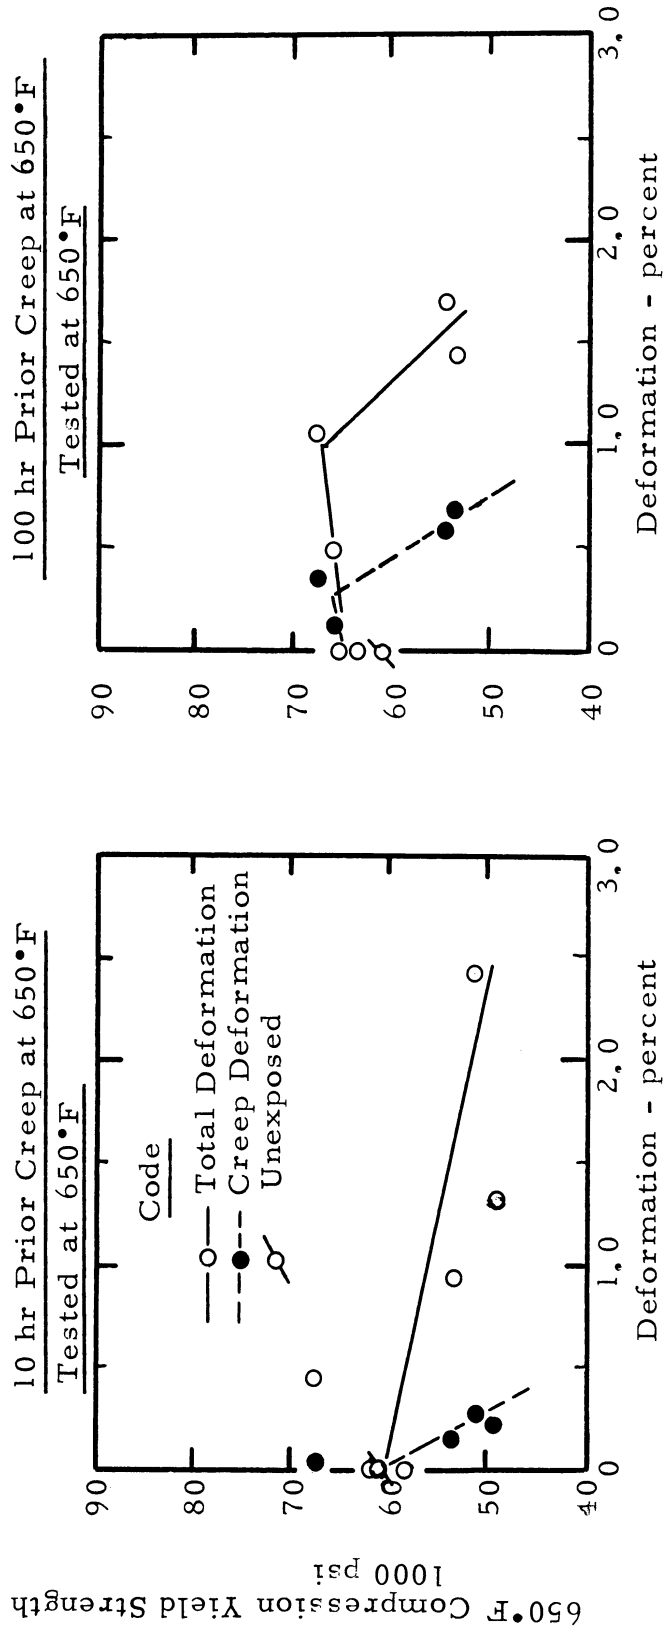 10 hr Prior Creep at 650°F
Tested at 650°F
Code
Total Deformation
Creep Deformation
Unexposed
650°F Compression Yield Strength
1000 psi
90
80
70
60
50
40
0
1.0
2.0
3.0
Deformation - percent
100 hr Prior Creep at 650°F
Tested at 650°F
90
80
70
60
50
40
0
1.0
2.0
3.0
Deformation - percent